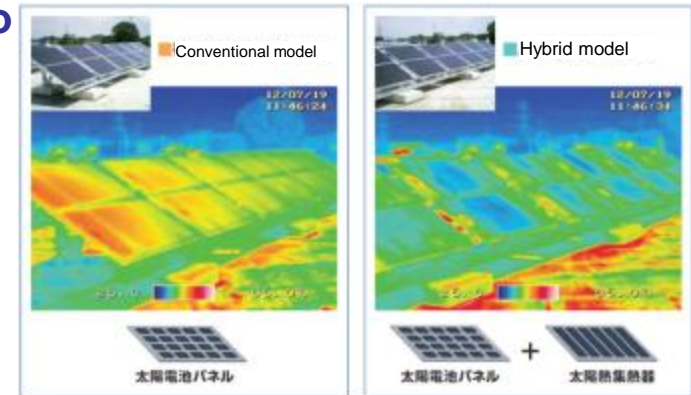 Conventional model
12/07/19
11:46:24
太陽電池パネル
Hybrid model
12/07/19
11:46:34
太陽電池パネル
+
太陽熱集熱器